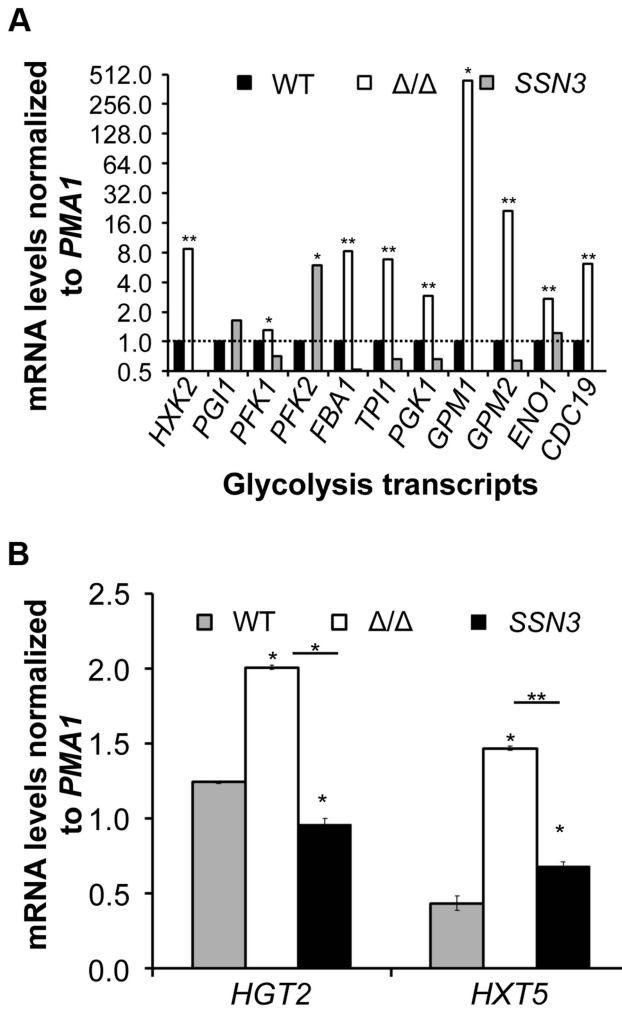 A
mRNA levels normalized
to PMA1
512.0
256.0
128.0
64.0
32.0
16.0
8.0
4.0
2.0
1.0
0.5
WT Δ/Δ SSN3
** * * ** ** ** * ** ** **
HXK2 PGI1 PFK1 PFK2 FBA1 TPI1 PGK1 GPM1 GPM2 ENO1 CDC19
Glycolysis transcripts
B
mRNA levels normalized
to PMA1
2.5
2.0
1.5
1.0
0.5
0.0
WT Δ/Δ SSN3
* * *
** * *
HGT2 HXT5